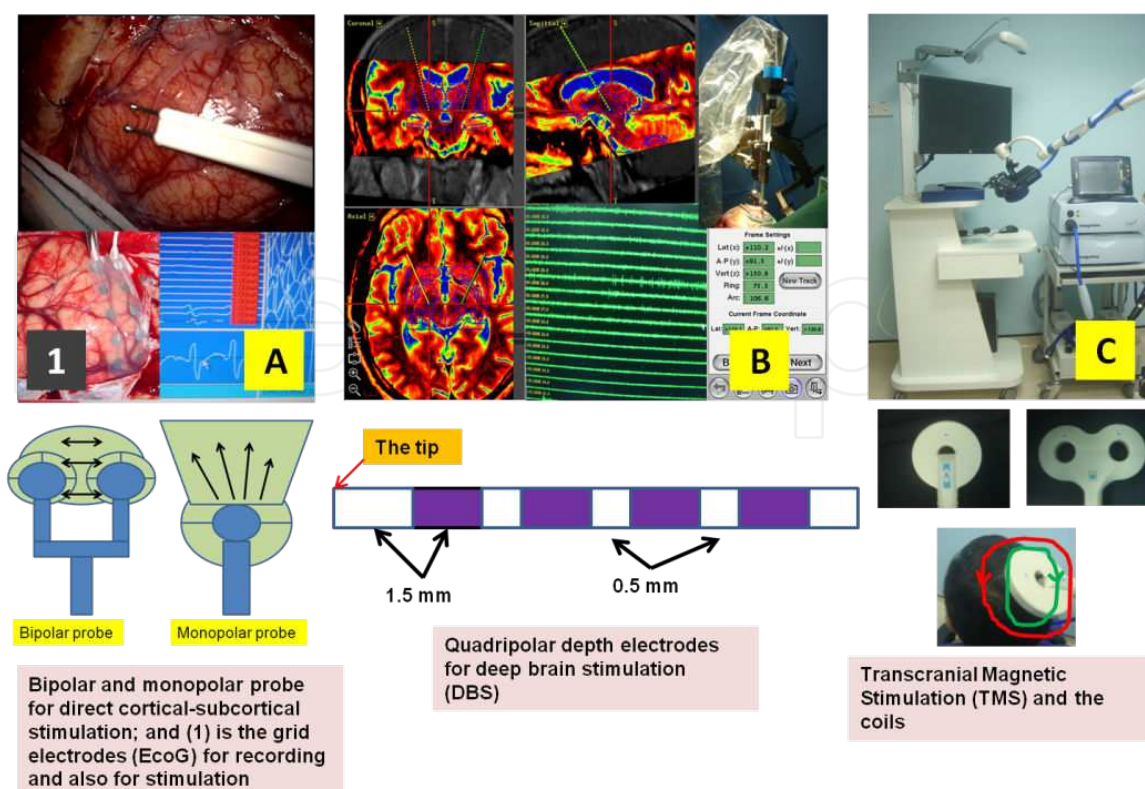 Coronal
Sagittal
Axial
1
A
B
C
Frame Settings
Lat (x):
+/(x)
A-P (y):
+/(y)
Vert (z):
Ring:
Arc:
New Track
Current Frame Coordinate
Lat:
A-P:
Vert:
Next
The tip
1.5 mm
0.5 mm
Bipolar probe
Monopolar probe
Bipolar and monopolar probe
for direct cortical-subcortical
stimulation; and (1) is the grid
electrodes (EcoG) for recording
and also for stimulation
Quadripolar depth electrodes
for deep brain stimulation
(DBS)
Transcranial Magnetic
Stimulation (TMS) and the
coils